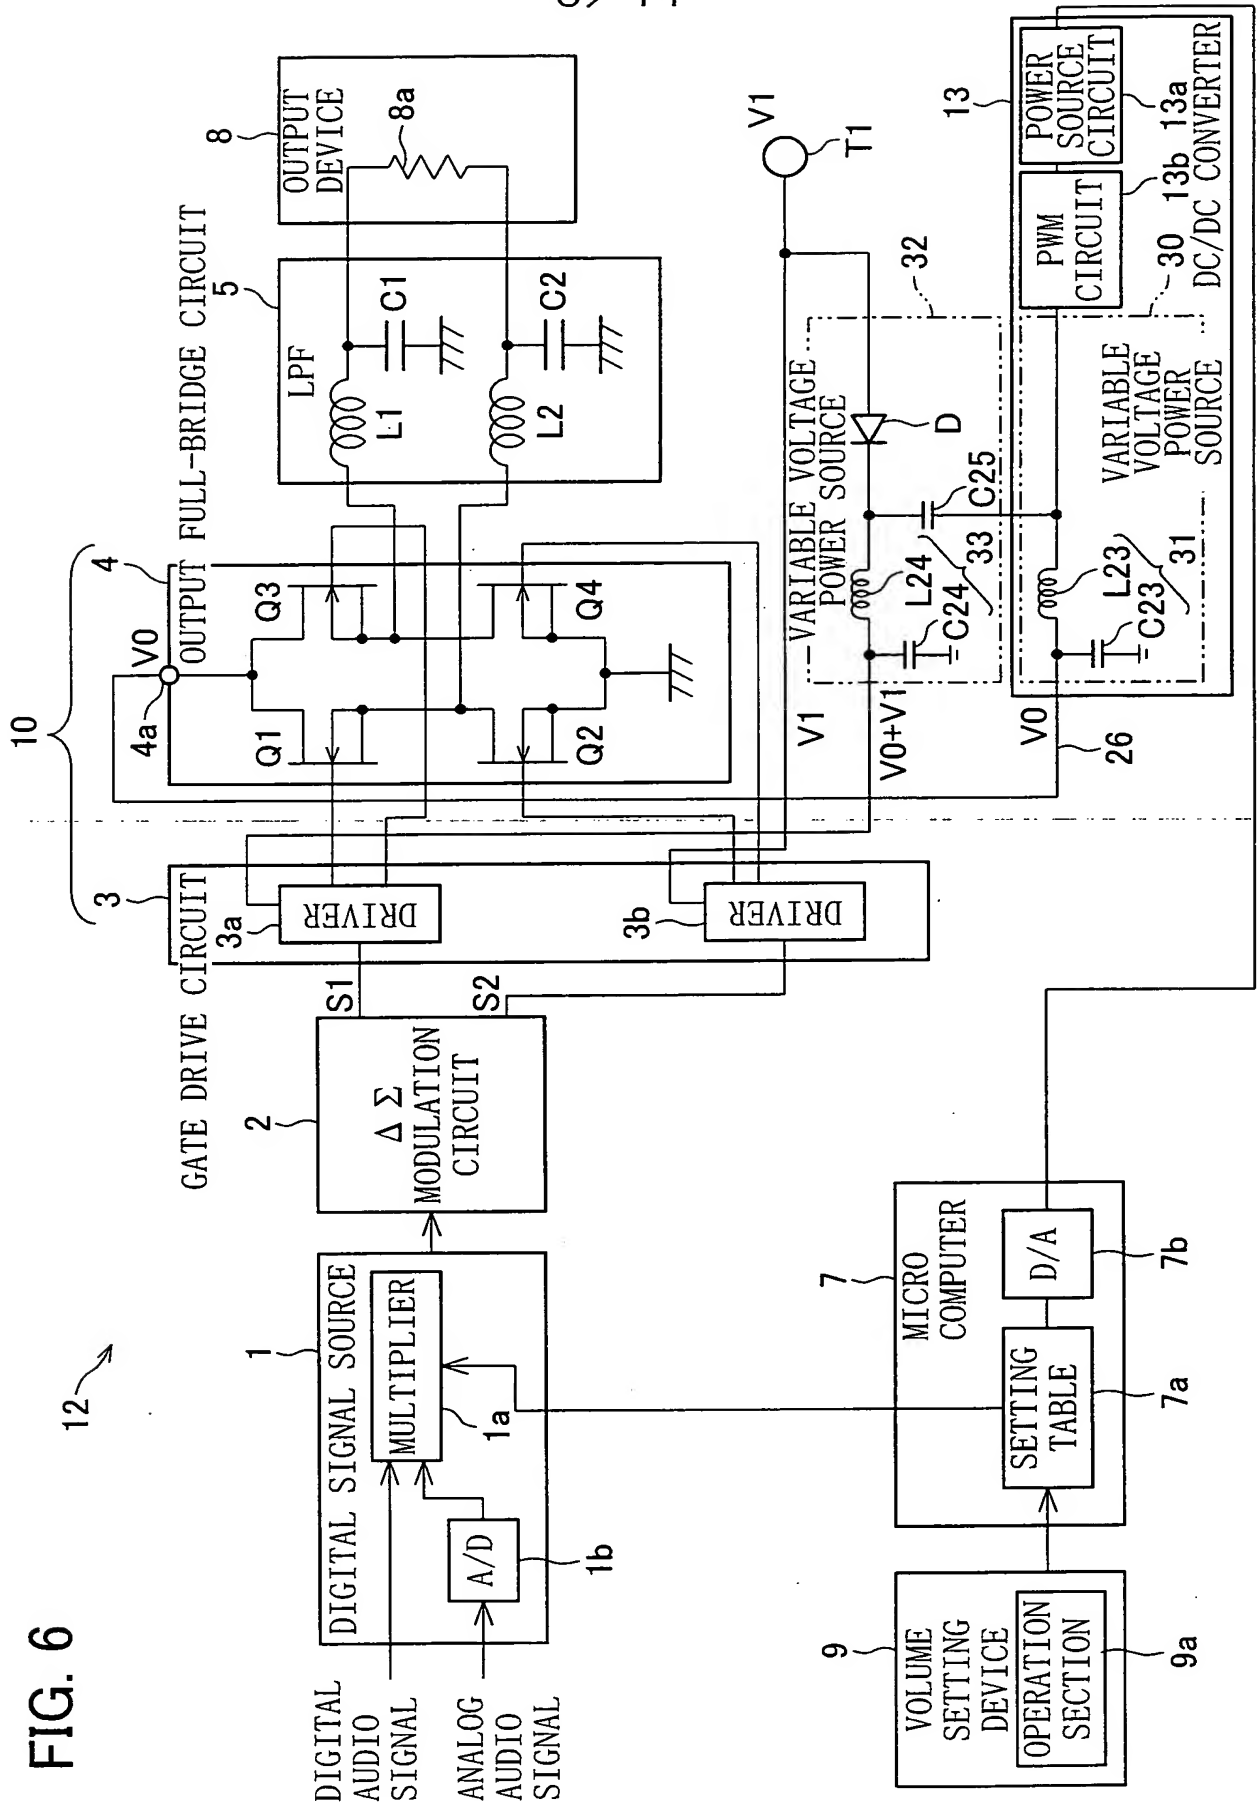 FIG. 6
12
DIGITAL
AUDIO
SIGNAL
ANALOG
AUDIO
SIGNAL
DIGITAL SIGNAL SOURCE
1
MULTIPLIER
1a
A/D
1b
2
ΔΣ
MODULATION
CIRCUIT
S1
S2
GATE DRIVE CIRCUIT
3
DRIVER
3a
DRIVER
3b
10
OUTPUT FULL-BRIDGE CIRCUIT
4
4a
V0
Q1
Q3
Q2
Q4
5
LPF
L1
C1
L2
C2
8
OUTPUT
DEVICE
8a
V1
T1
V1
V0+V1
V0
26
VARIABLE VOLTAGE
POWER SOURCE
32
D
L24
C24
33
C25
VARIABLE
VOLTAGE
POWER
SOURCE
30
L23
C23
31
13
POWER
SOURCE
CIRCUIT
13a
PWM
CIRCUIT
13b
DC/DC CONVERTER
7
MICRO
COMPUTER
SETTING
TABLE
7a
D/A
7b
9
VOLUME
SETTING
DEVICE
OPERATION
SECTION
9a